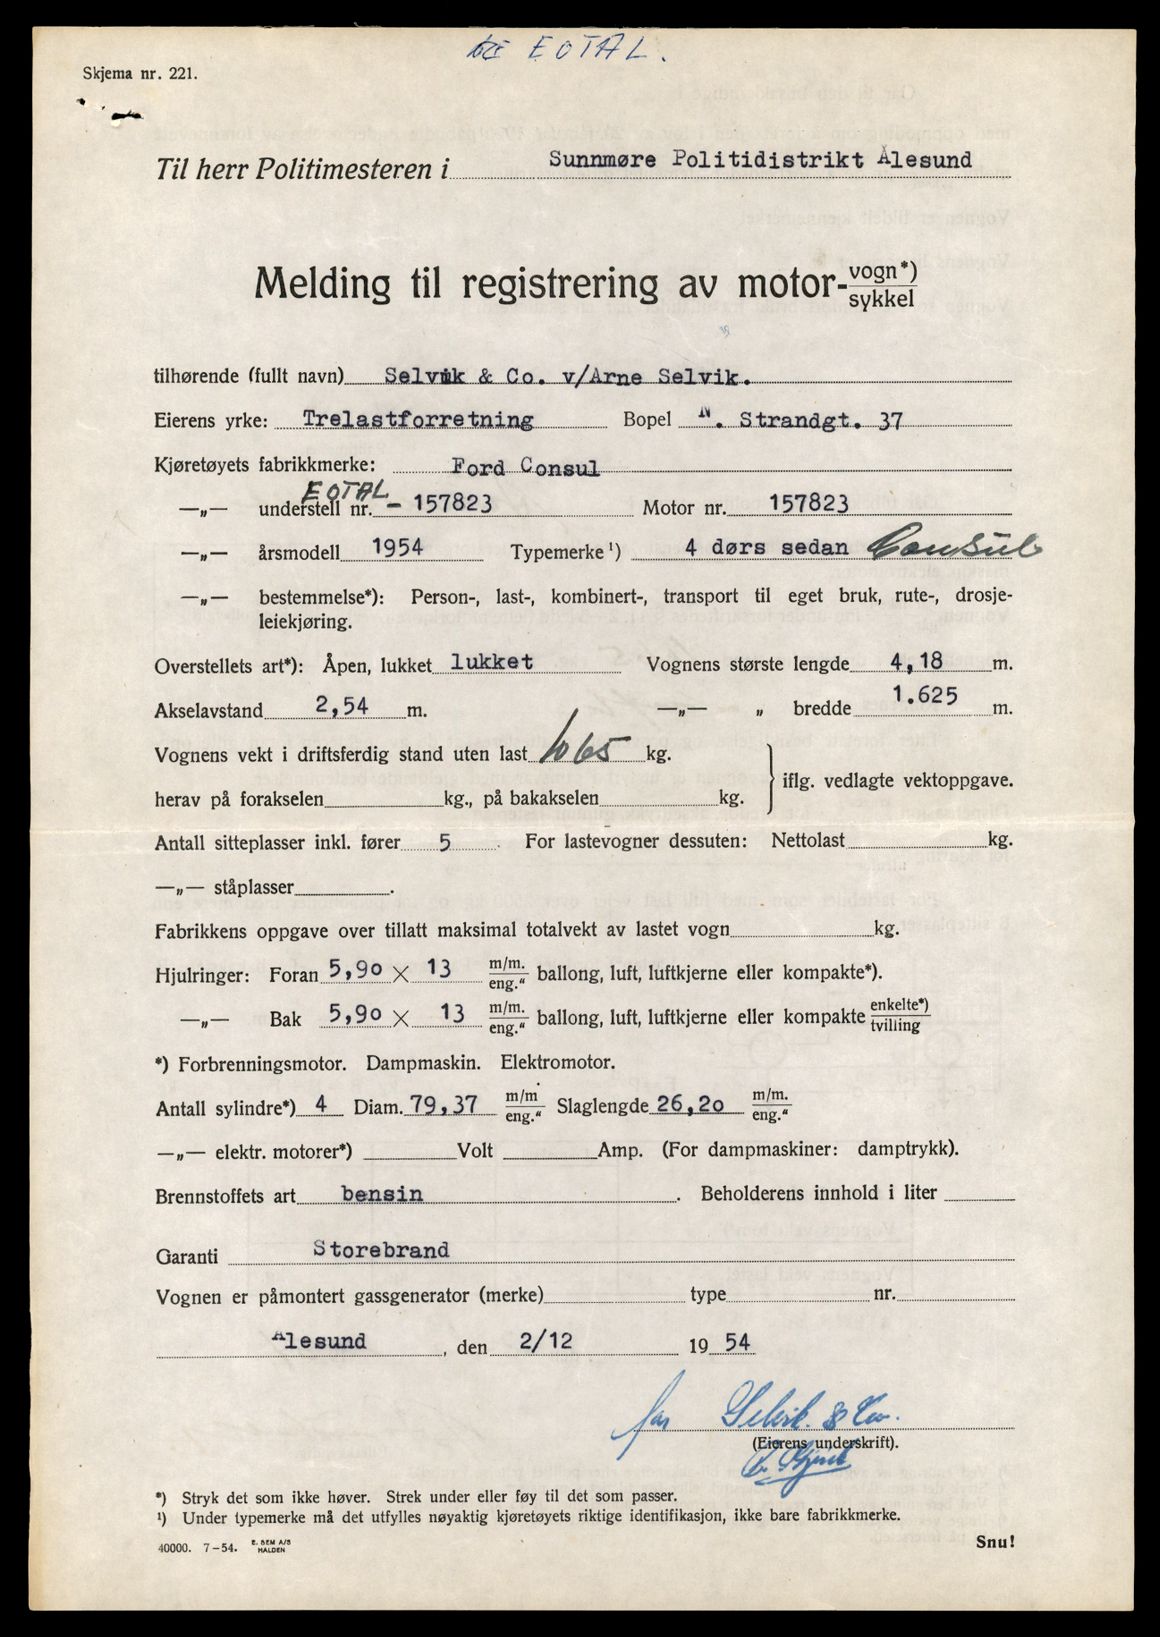 EOTAL.
Skjema nr. 221.
Til herr Politimesteren i Sunnmøre Politidistrikt Ålesund
Melding til registrering av motor- vogn*) sykkel
tilhørende (fullt navn) Selvik & Co. v/Arne Selvik.
Eierens yrke: Trelastforretning Bopel N. Strandgt. 37
Kjøretøyets fabrikkmerke: Ford Consul
EOTAL
—„— understell nr. - 157823 Motor nr. 157823
—„— årsmodell 1954 Typemerke¹) 4 dørs sedan Consul
—„— bestemmelse*): Person-, last-, kombinert-, transport til eget bruk, rute-, drosje-
leiekjøring.
Overstellets art*): Åpen, lukket lukket Vognens største lengde 4,18 m.
Akselavstand 2,54 m. —„— „ bredde 1.625 m.
Vognens vekt i driftsferdig stand uten last 1065 kg.
iflg. vedlagte vektoppgave.
herav på forakselen kg., på bakakselen kg.
Antall sitteplasser inkl. fører 5 For lastevogner dessuten: Nettolast kg.
—„— ståplasser .
Fabrikkens oppgave over tillatt maksimal totalvekt av lastet vogn kg.
Hjulringer: Foran 5,90 × 13 m/m. eng.“ ballong, luft, luftkjerne eller kompakte*).
—„— Bak 5,90 × 13 m/m. eng.“ ballong, luft, luftkjerne eller kompakte enkelte*) tvilling
*) Forbrenningsmotor. Dampmaskin. Elektromotor.
Antall sylindre*) 4 Diam. 79,37 m/m eng.“ Slaglengde 26,20 m/m. eng.“
—„— elektr. motorer*) Volt Amp. (For dampmaskiner: damptrykk).
Brennstoffets art bensin . Beholderens innhold i liter
Garanti Storebrand
Vognen er påmontert gassgenerator (merke) type nr.
Ålesund , den 2/12 19 54
for Selvik & Co.
(Eierens underskrift).
*) Stryk det som ikke høver. Strek under eller føy til det som passer.
¹) Under typemerke må det utfylles nøyaktig kjøretøyets riktige identifikasjon, ikke bare fabrikkmerke.
40000. 7-54. E. SEM A/S HALDEN
Snu!